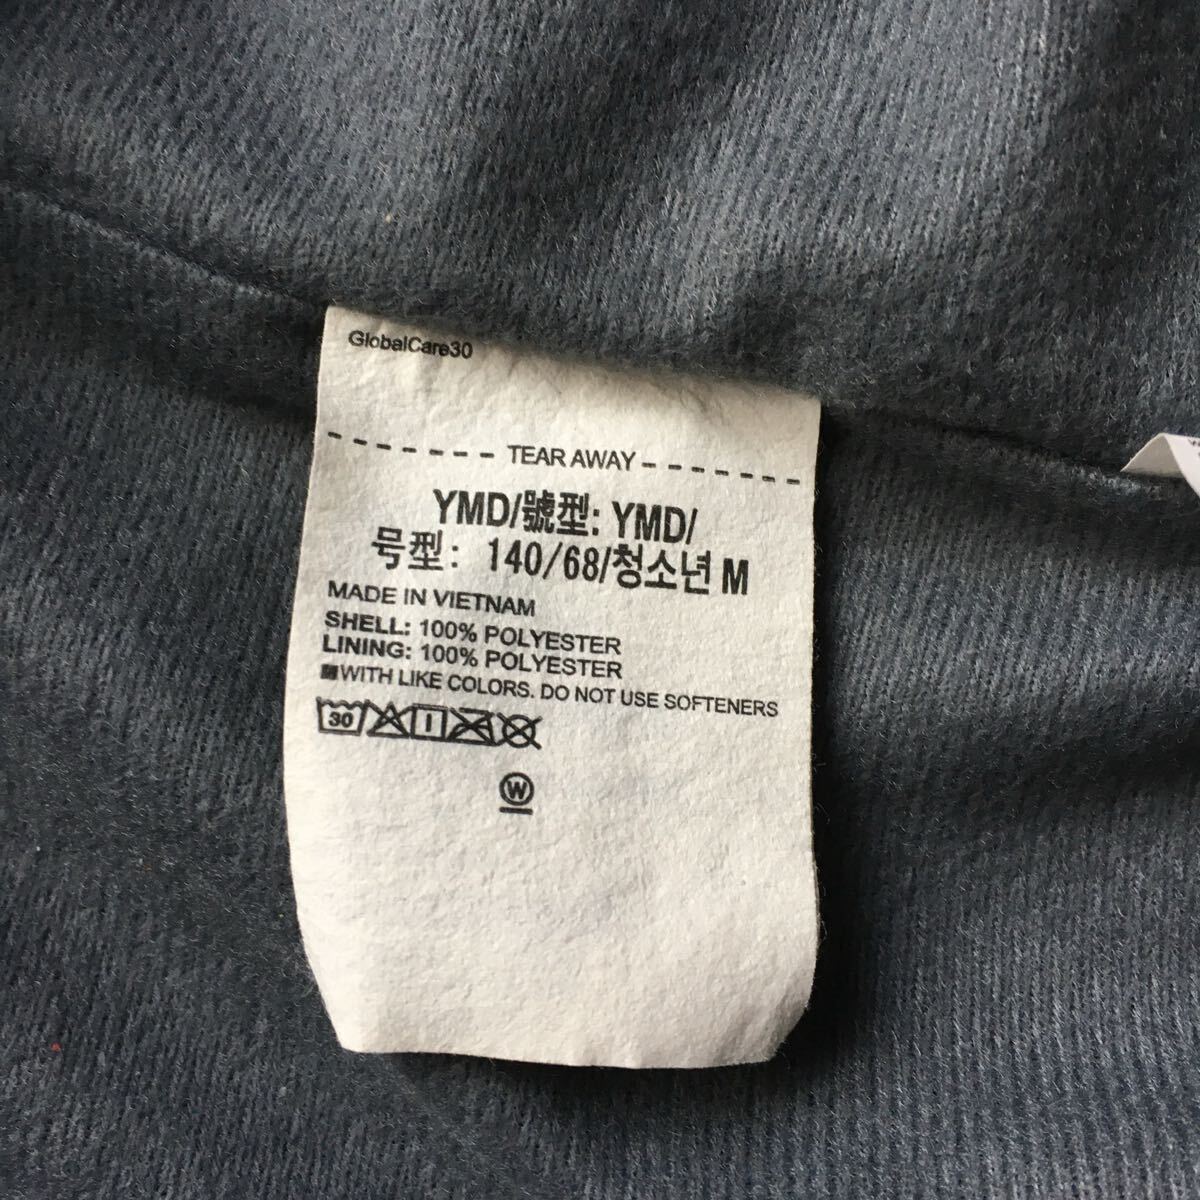 GlobalCare30
TEAR AWAY
YMD/號型: YMD/
号型: 140/68/청소년 M
MADE IN VIETNAM
SHELL: 100% POLYESTER
LINING: 100% POLYESTER
WITH LIKE COLORS. DO NOT USE SOFTENERS
30
W